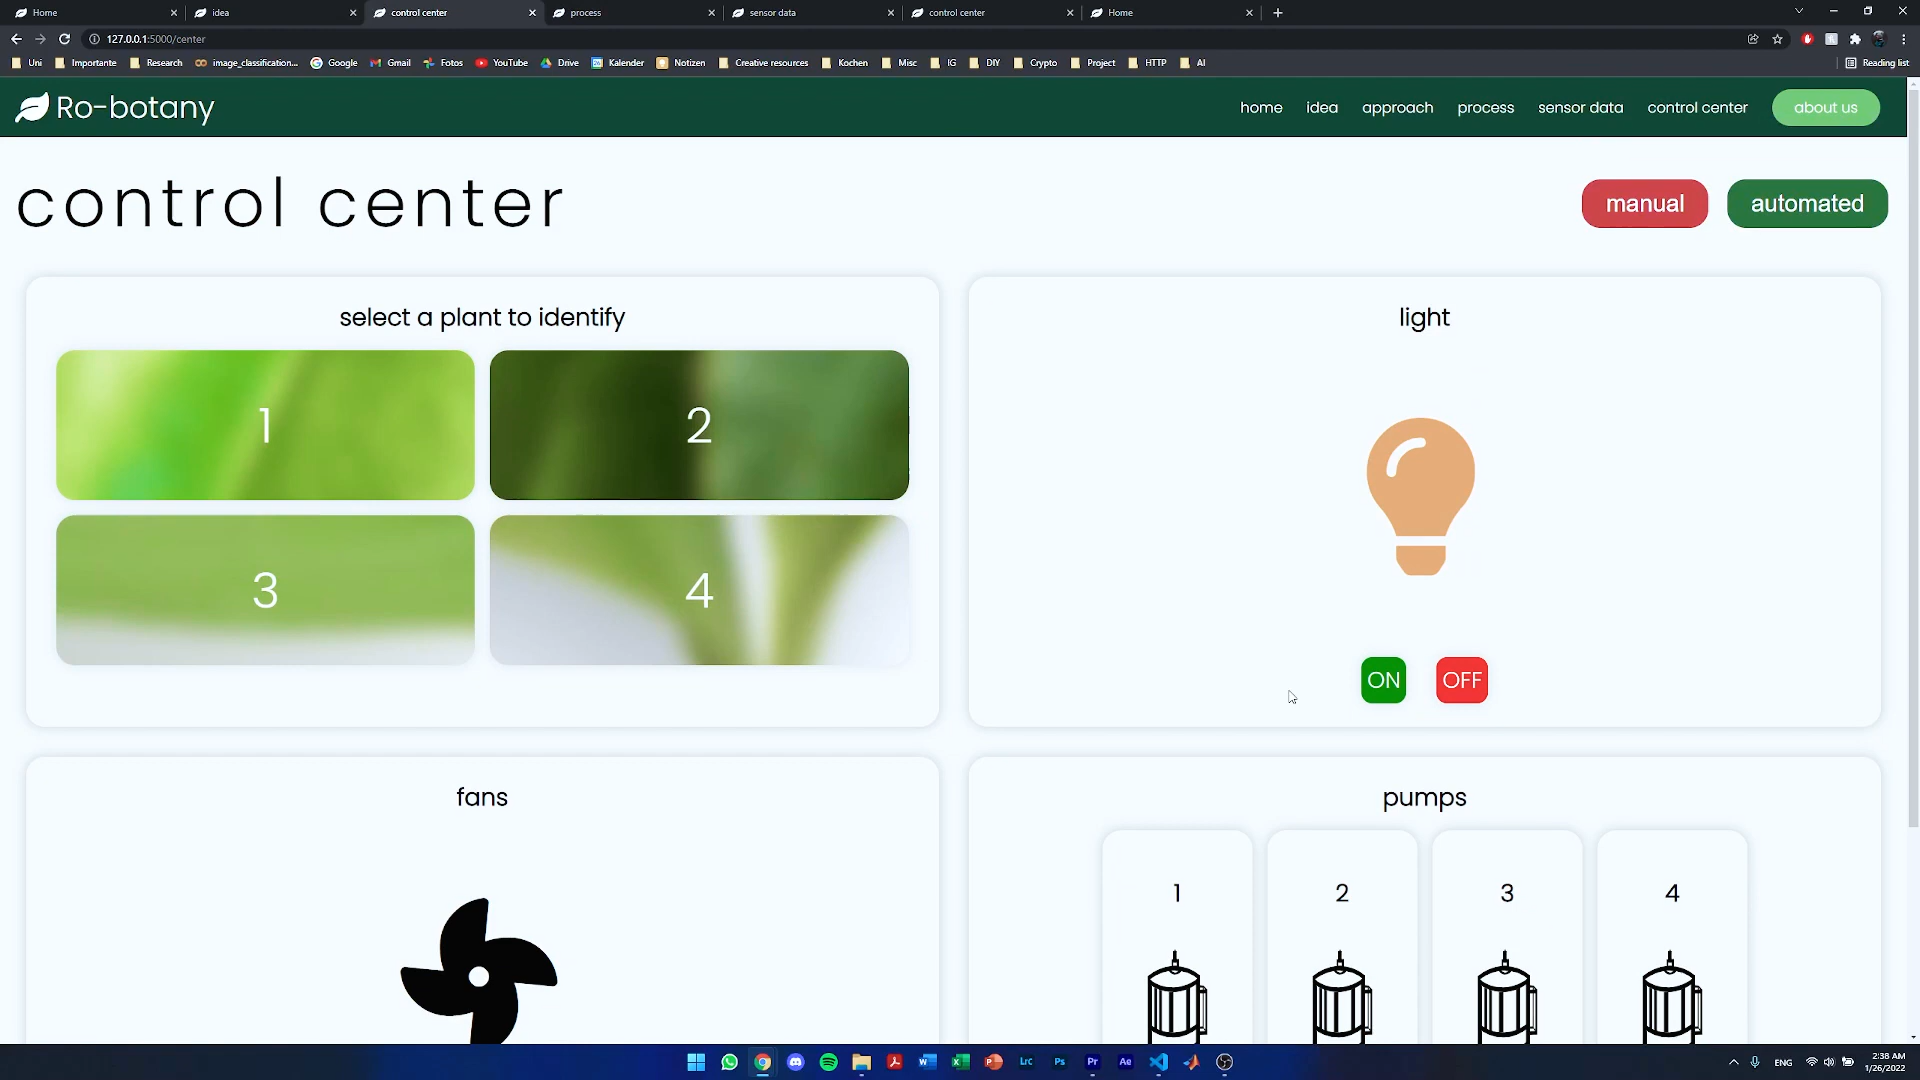 Home idea control center process sensor data control center Home
127.0.0.1:5000/center
Uni Importante Research image_classification... Google Gmail Fotos YouTube Drive Kalender Notizen Creative resources Kochen Misc IG DIY Crypto Project HTTP AI Reading list
Ro-botany home idea approach process sensor data control center about us
control center manual automated
select a plant to identify
1 2
3 4
light
ON OFF
fans
pumps
1 2 3 4
ENG 2:38 AM
1/26/2022